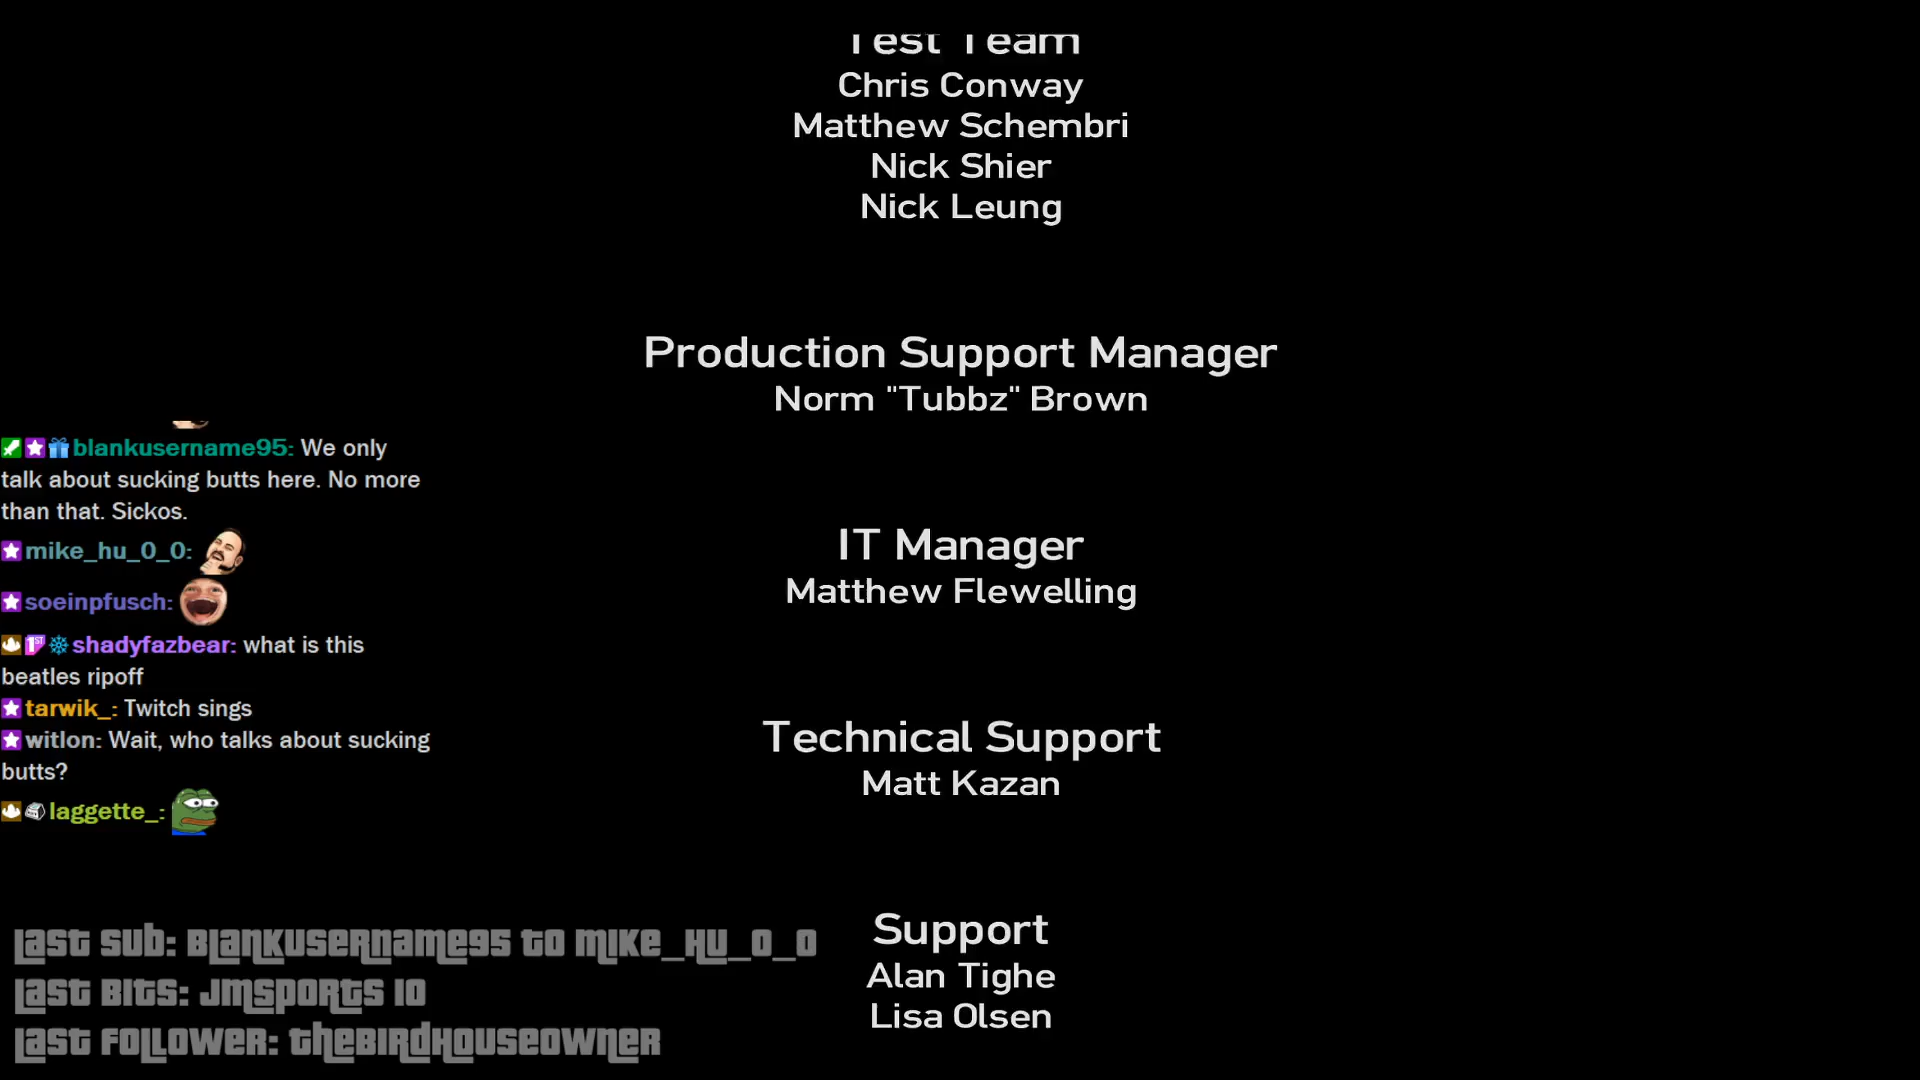 Test Team
Chris Conway
Matthew Schembri
Nick Shier
Nick Leung
Production Support Manager
Norm "Tubbz" Brown
IT Manager
Matthew Flewelling
Technical Support
Matt Kazan
Support
Alan Tighe
Lisa Olsen
blankusername95: We only
talk about sucking butts here. No more
than that. Sickos.
mike_hu_0_0:
soeinpfusch:
1ST shadyfazbear: what is this
beatles ripoff
tarwik_: Twitch sings
witlon: Wait, who talks about sucking
butts?
laggette_:
Last Sub: Blankusername95 to mike_hu_0_0
Last Bits: jmsports 10
Last Follower: thebirdhouseowner